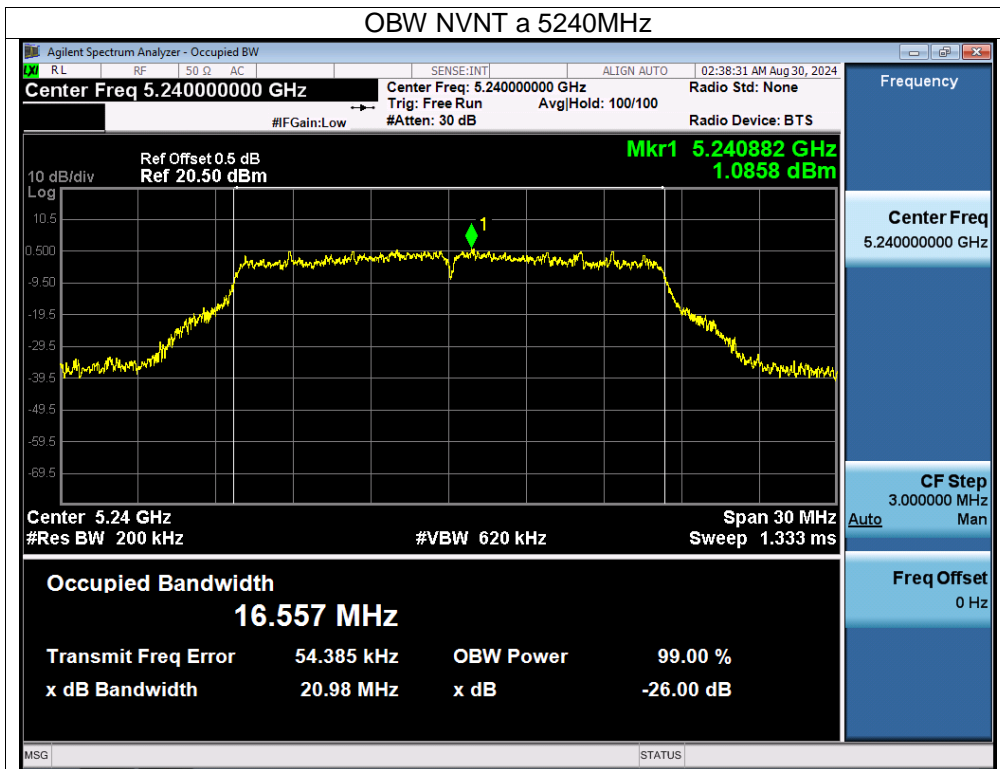 OBW NVNT a 5240MHz
Agilent Spectrum Analyzer - Occupied BW
LXI RL RF 50 Ω AC SENSE:INT ALIGN AUTO 02:38:31 AM Aug 30, 2024
Center Freq 5.240000000 GHz
Center Freq: 5.240000000 GHz Radio Std: None
Trig: Free Run Avg|Hold: 100/100
#IFGain:Low #Atten: 30 dB Radio Device: BTS
Frequency
Mkr1 5.240882 GHz
1.0858 dBm
Ref Offset 0.5 dB
10 dB/div Ref 20.50 dBm
Log
10.5
0.500
-9.50
-19.5
-29.5
-39.5
-49.5
-59.5
-69.5
1
Center 5.24 GHz Span 30 MHz
#Res BW 200 kHz #VBW 620 kHz Sweep 1.333 ms
Center Freq
5.240000000 GHz
CF Step
3.000000 MHz
Auto Man
Freq Offset
0 Hz
Occupied Bandwidth
16.557 MHz
Transmit Freq Error 54.385 kHz OBW Power 99.00 %
x dB Bandwidth 20.98 MHz x dB -26.00 dB
MSG STATUS